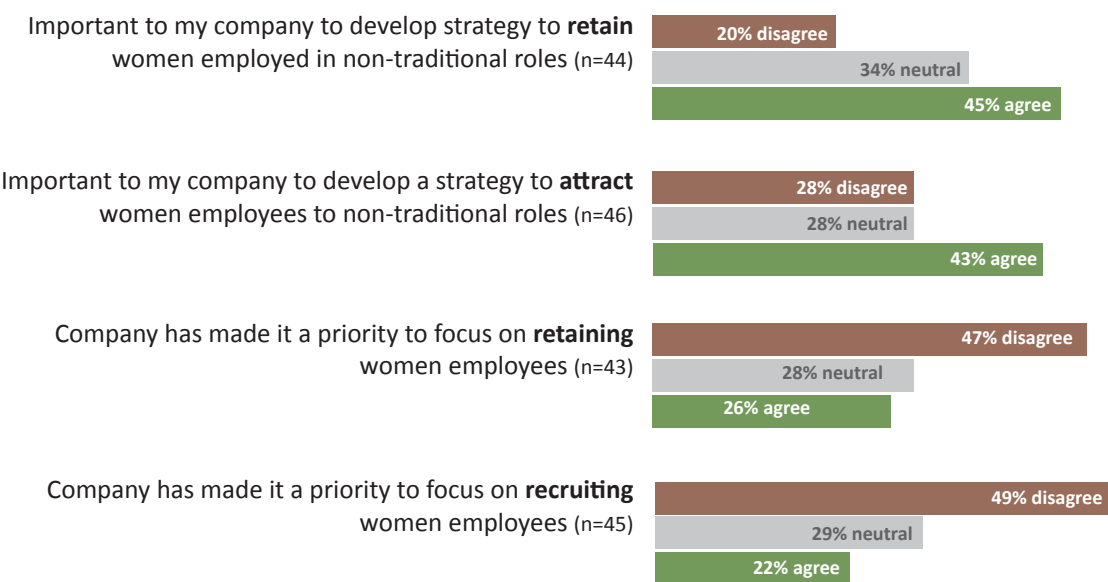 Important to my company to develop strategy to retain
women employed in non-traditional roles (n=44)
20% disagree
34% neutral
45% agree
Important to my company to develop a strategy to attract
women employees to non-traditional roles (n=46)
28% disagree
28% neutral
43% agree
Company has made it a priority to focus on retaining
women employees (n=43)
47% disagree
28% neutral
26% agree
Company has made it a priority to focus on recruiting
women employees (n=45)
49% disagree
29% neutral
22% agree